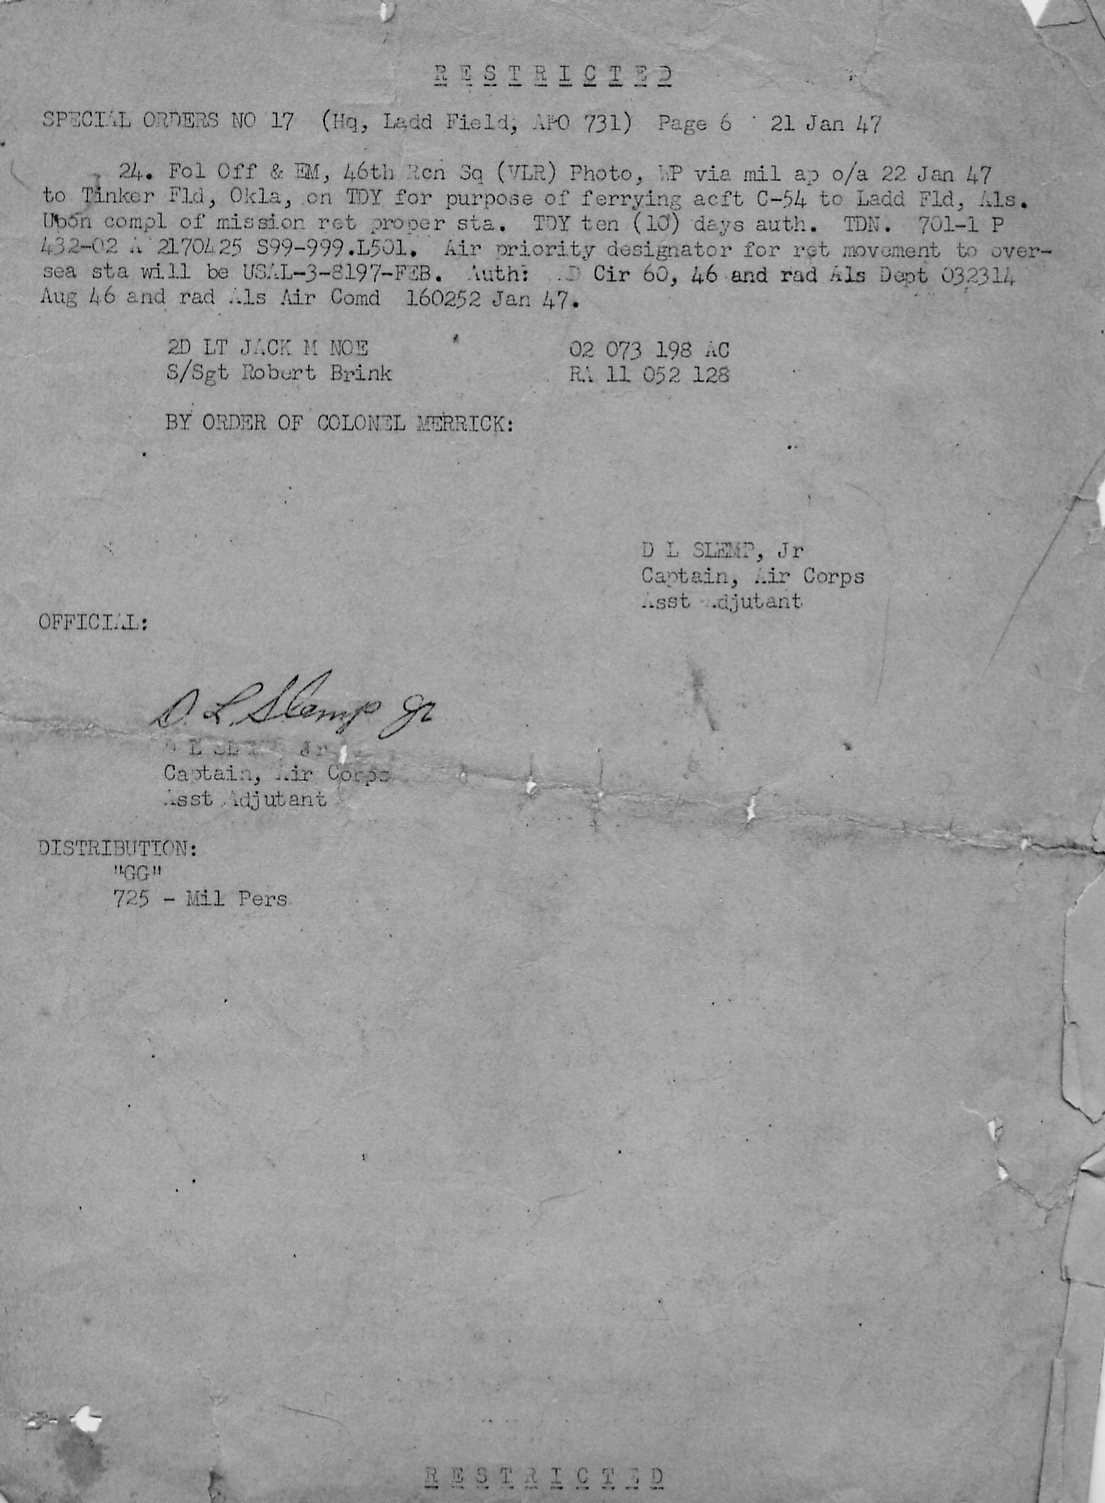 RESTRICTED
SPECIAL ORDERS NO 17 (Hq, Ladd Field, APO 731) Page 6 21 Jan 47
24. Fol Off & EM, 46th Rcn Sq (VLR) Photo, WP via mil ap o/a 22 Jan 47
to Tinker Fld, Okla, on TDY for purpose of ferrying acft C-54 to Ladd Fld, Als.
Upon compl of mission ret proper sta. TDY ten (10) days auth. TDN. 701-1 P
432-02 A 2170425 S99-999.L501. Air priority designator for ret movement to over-
sea sta will be USAL-3-8197-FEB. Auth: Cir 60, 46 and rad Als Dept 032314
Aug 46 and rad Als Air Comd 160252 Jan 47.
2D LT JACK M NOE 02 073 198 AC
S/Sgt Robert Brink RA 11 052 128
BY ORDER OF COLONEL MERRICK:
D L SLEMP, Jr
Captain, Air Corps
Asst Adjutant
OFFICIAL:
D. L. Slemp Jr
D L SLEMP Jr
Captain, Air Corps
Asst Adjutant
DISTRIBUTION:
"GG"
725 - Mil Pers
RESTRICTED